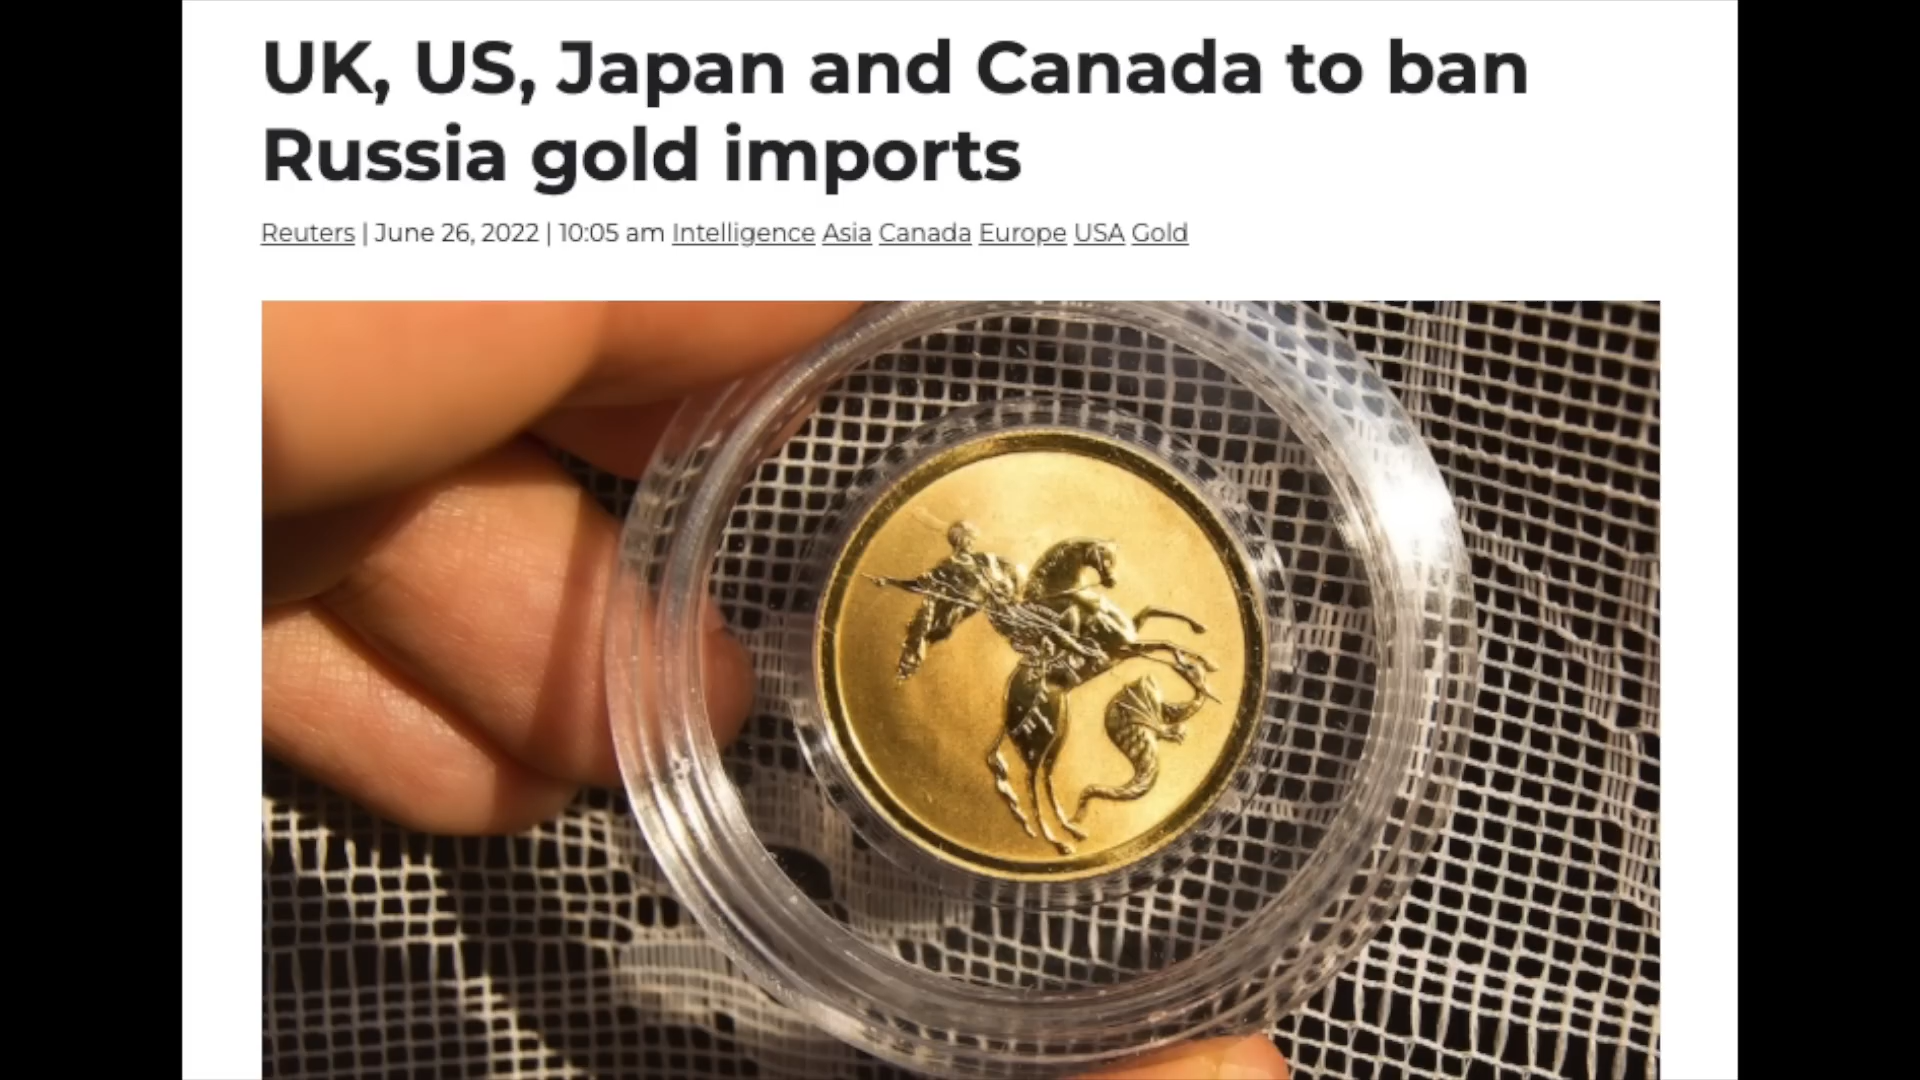 UK, US, Japan and Canada to ban
Russia gold imports
Reuters | June 26, 2022 | 10:05 am Intelligence Asia Canada Europe USA Gold